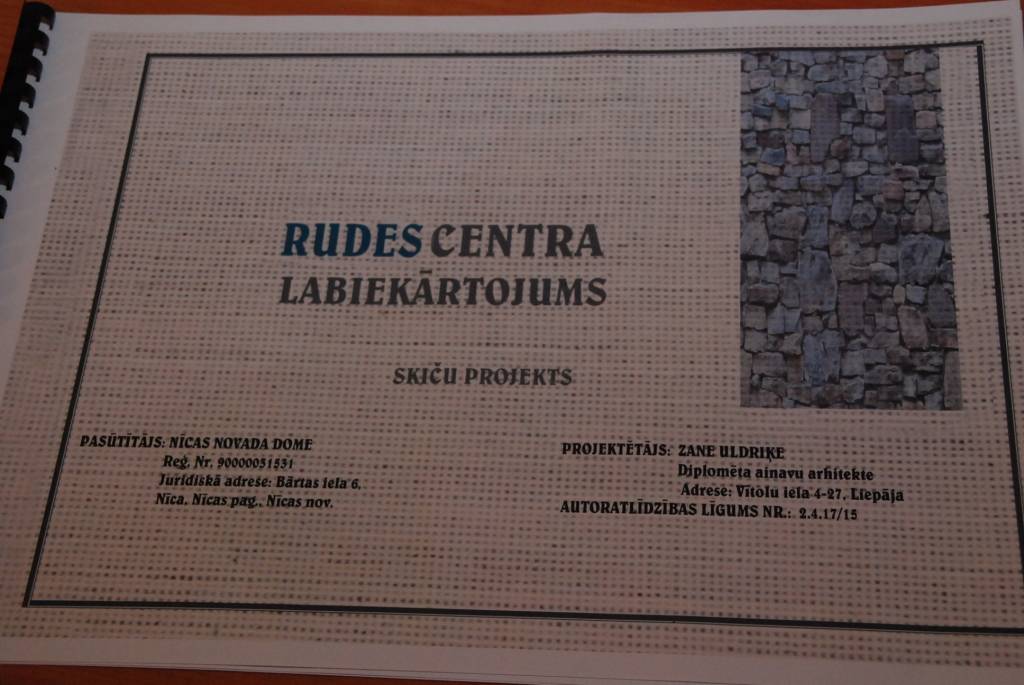 RUDES CENTRA
LABIEKĀRTOJUMS
SKIČU PROJEKTS
PASŪTĪTĀJS: NĪCAS NOVADA DOME
Reģ. Nr. 90000031531
Juridiskā adrese: Bārtas iela 6,
Nīca, Nīcas pag., Nīcas nov.
PROJEKTĒTĀJS: ZANE ULDRIĶE
Diplomēta ainavu arhitekte
Adrese: Vītolu iela 4-27, Liepāja
AUTORATLĪDZĪBAS LĪGUMS NR.: 2.4.17/15